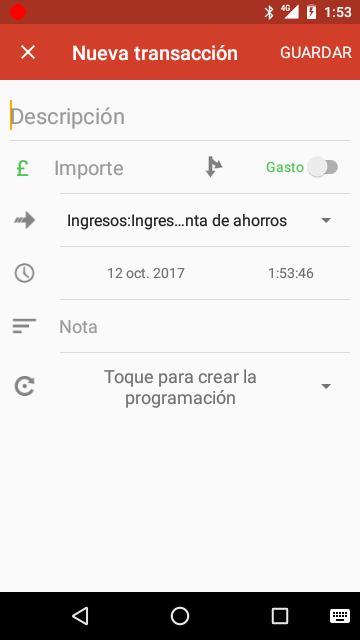 4G 1:53
Nueva transacción GUARDAR
Descripción
£ Importe Gasto
Ingresos:Ingres…nta de ahorros
12 oct. 2017 1:53:46
Nota
Toque para crear la
programación